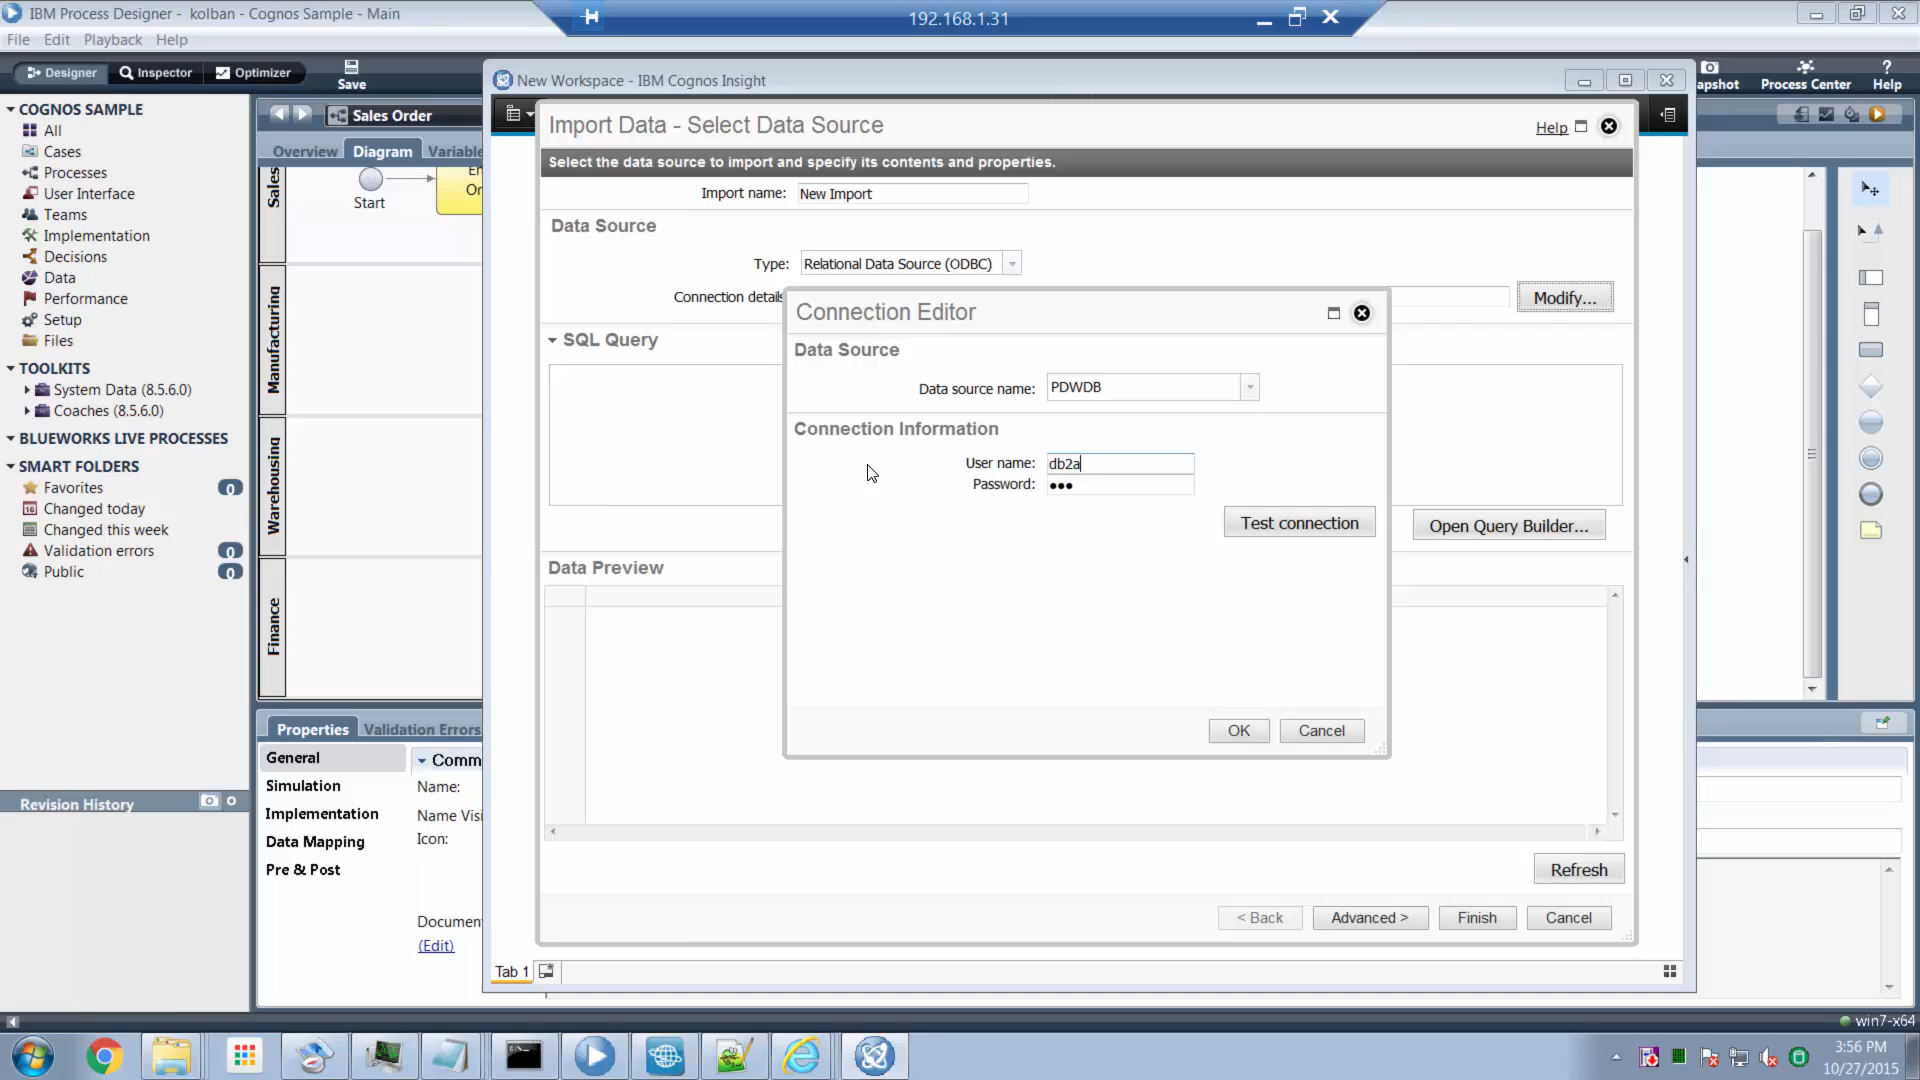 IBM Process Designer - kolban - Cognos Sample - Main
192.168.1.31
File Edit Playback Help
Designer Inspector Optimizer
Save
New Workspace - IBM Cognos Insight
apshot Process Center Help
COGNOS SAMPLE
All
Cases
Processes
User Interface
Teams
Implementation
Decisions
Data
Performance
Setup
Files
TOOLKITS
System Data (8.5.6.0)
Coaches (8.5.6.0)
BLUEWORKS LIVE PROCESSES
SMART FOLDERS
Favorites 0
Changed today
Changed this week
Validation errors 0
Public 0
Revision History
Sales Order
Overview Diagram Variable
Sales
Start
En
Or
Manufacturing
Warehousing
Finance
Import Data - Select Data Source
Help
Select the data source to import and specify its contents and properties.
Import name: New Import
Data Source
Type: Relational Data Source (ODBC)
Connection details
Modify...
SQL Query
Open Query Builder...
Data Preview
Refresh
< Back Advanced > Finish Cancel
Connection Editor
Data Source
Data source name: PDWDB
Connection Information
User name: db2a
Password: ●●●
Test connection
OK Cancel
Tab 1
Properties Validation Errors
General
Simulation
Implementation
Data Mapping
Pre & Post
Comm
Name:
Name Visi
Icon:
Documen
(Edit)
win7-x64
3:56 PM
10/27/2015